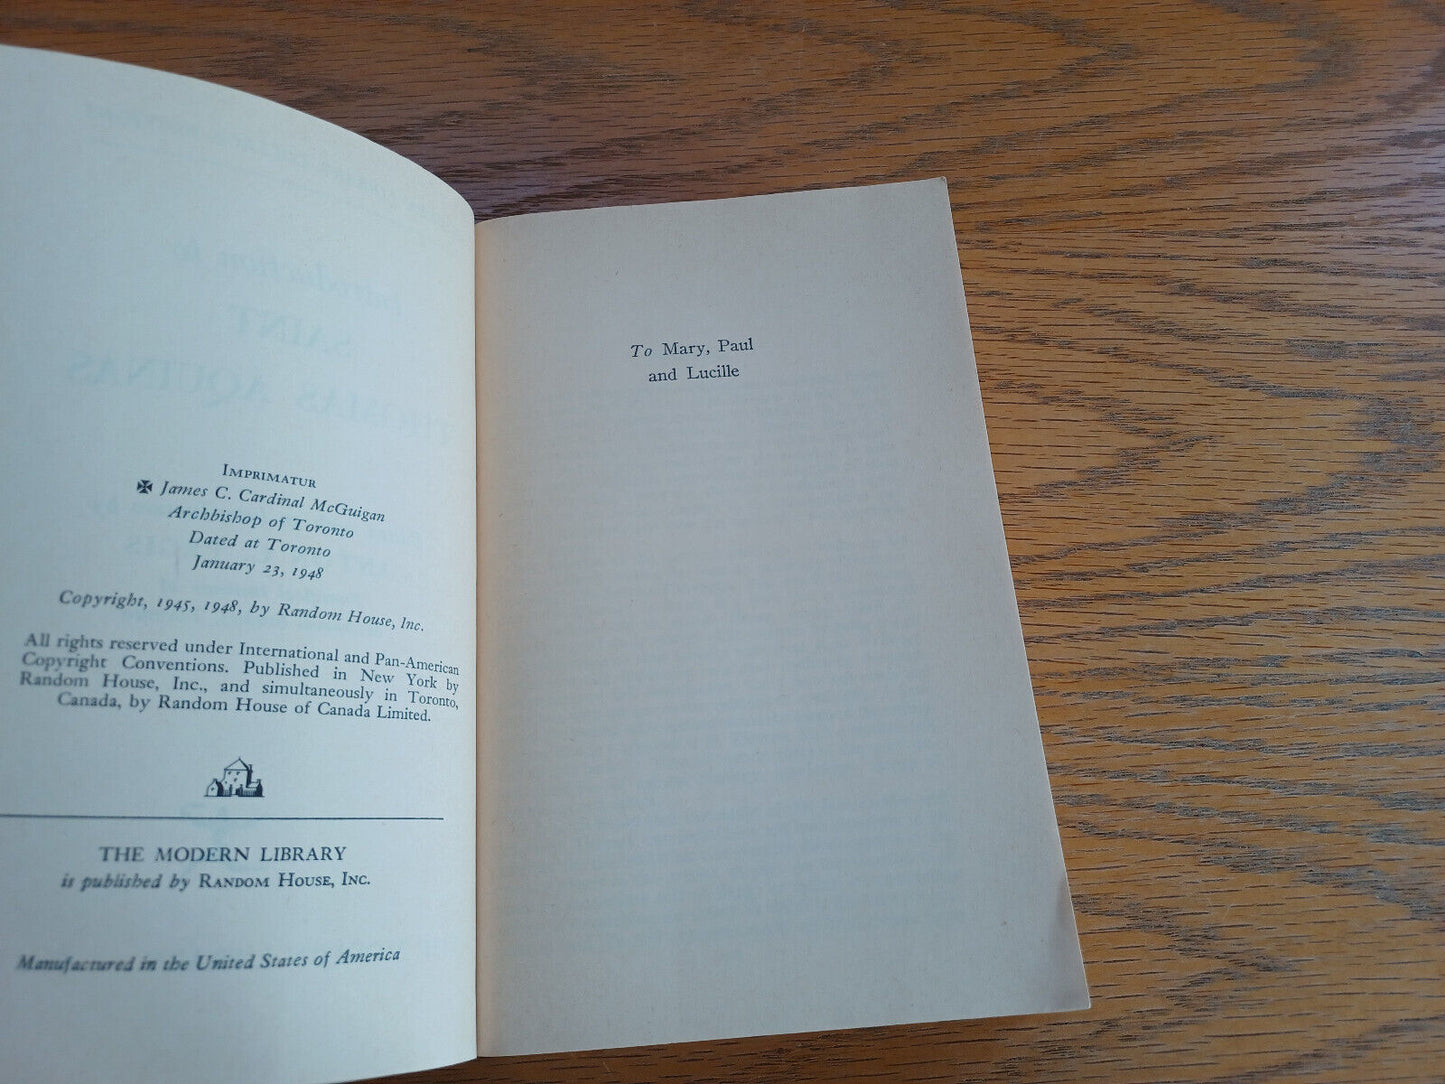 IMPRIMATUR
✠ James C. Cardinal McGuigan
Archbishop of Toronto
Dated at Toronto
January 23, 1948
Copyright, 1945, 1948, by Random House, Inc.
All rights reserved under International and Pan-American
Copyright Conventions. Published in New York by
Random House, Inc., and simultaneously in Toronto,
Canada, by Random House of Canada Limited.
THE MODERN LIBRARY
is published by RANDOM HOUSE, INC.
Manufactured in the United States of America
To Mary, Paul
and Lucille